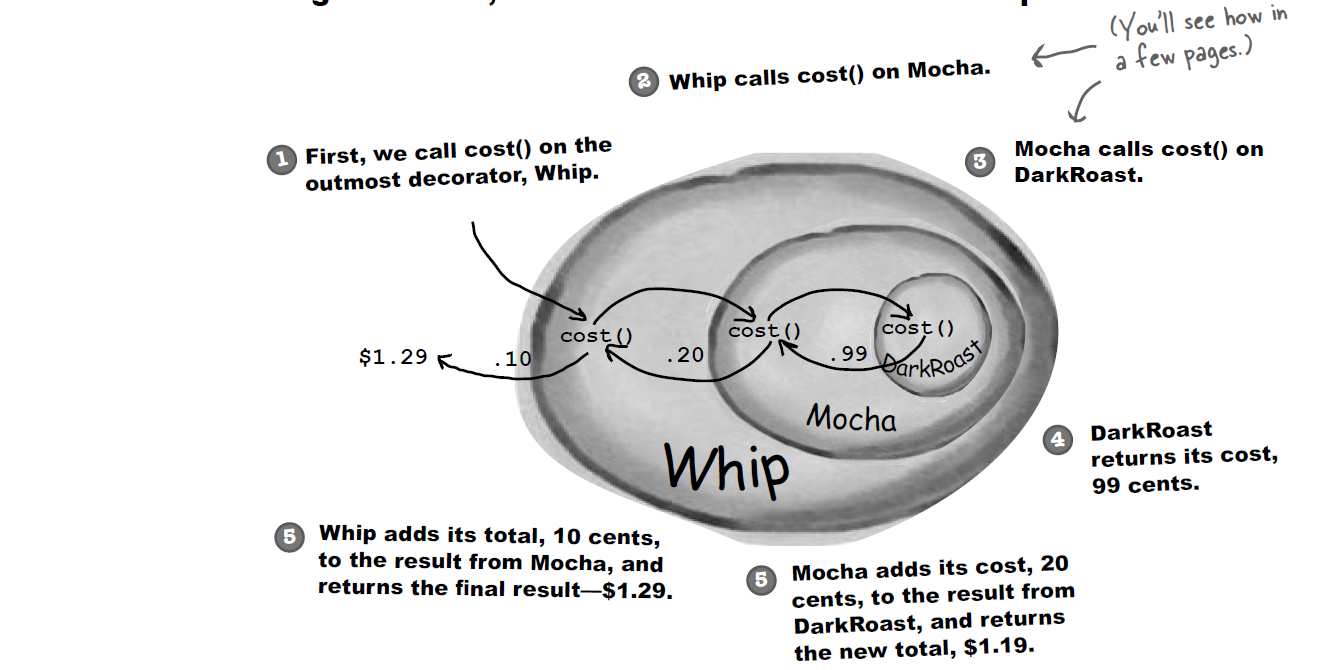 (You'll see how in
a few pages.)
2 Whip calls cost() on Mocha.
1 First, we call cost() on the
outmost decorator, Whip.
3 Mocha calls cost() on
DarkRoast.
cost()
cost()
cost()
$1.29
.10
.20
.99
DarkRoast
Mocha
Whip
4 DarkRoast
returns its cost,
99 cents.
5 Whip adds its total, 10 cents,
to the result from Mocha, and
returns the final result—$1.29.
5 Mocha adds its cost, 20
cents, to the result from
DarkRoast, and returns
the new total, $1.19.